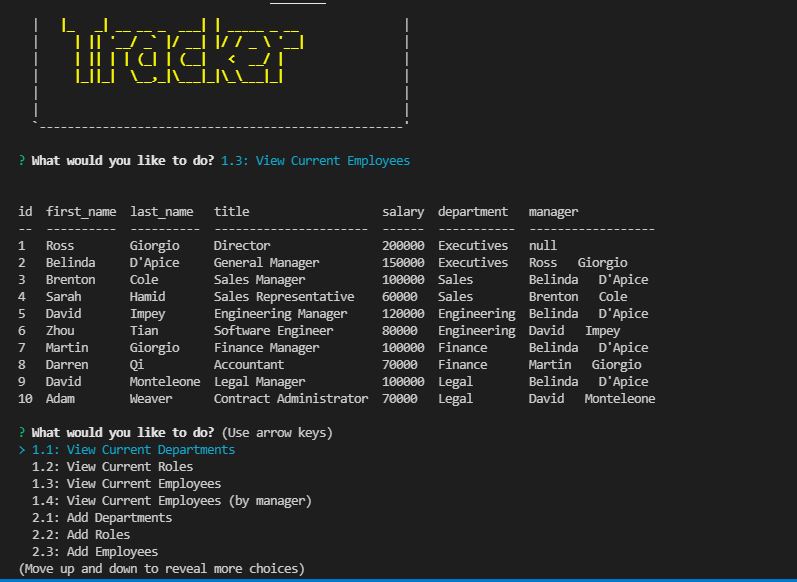 Tracker
? What would you like to do? 1.3: View Current Employees
id first_name last_name title salary department manager
-- ---------- ---------- ---------------------- ------ ----------- ------------------
1 Ross Giorgio Director 200000 Executives null
2 Belinda D'Apice General Manager 150000 Executives Ross Giorgio
3 Brenton Cole Sales Manager 100000 Sales Belinda D'Apice
4 Sarah Hamid Sales Representative 60000 Sales Brenton Cole
5 David Impey Engineering Manager 120000 Engineering Belinda D'Apice
6 Zhou Tian Software Engineer 80000 Engineering David Impey
7 Martin Giorgio Finance Manager 100000 Finance Belinda D'Apice
8 Darren Qi Accountant 70000 Finance Martin Giorgio
9 David Monteleone Legal Manager 100000 Legal Belinda D'Apice
10 Adam Weaver Contract Administrator 70000 Legal David Monteleone
? What would you like to do? (Use arrow keys)
> 1.1: View Current Departments
1.2: View Current Roles
1.3: View Current Employees
1.4: View Current Employees (by manager)
2.1: Add Departments
2.2: Add Roles
2.3: Add Employees
(Move up and down to reveal more choices)